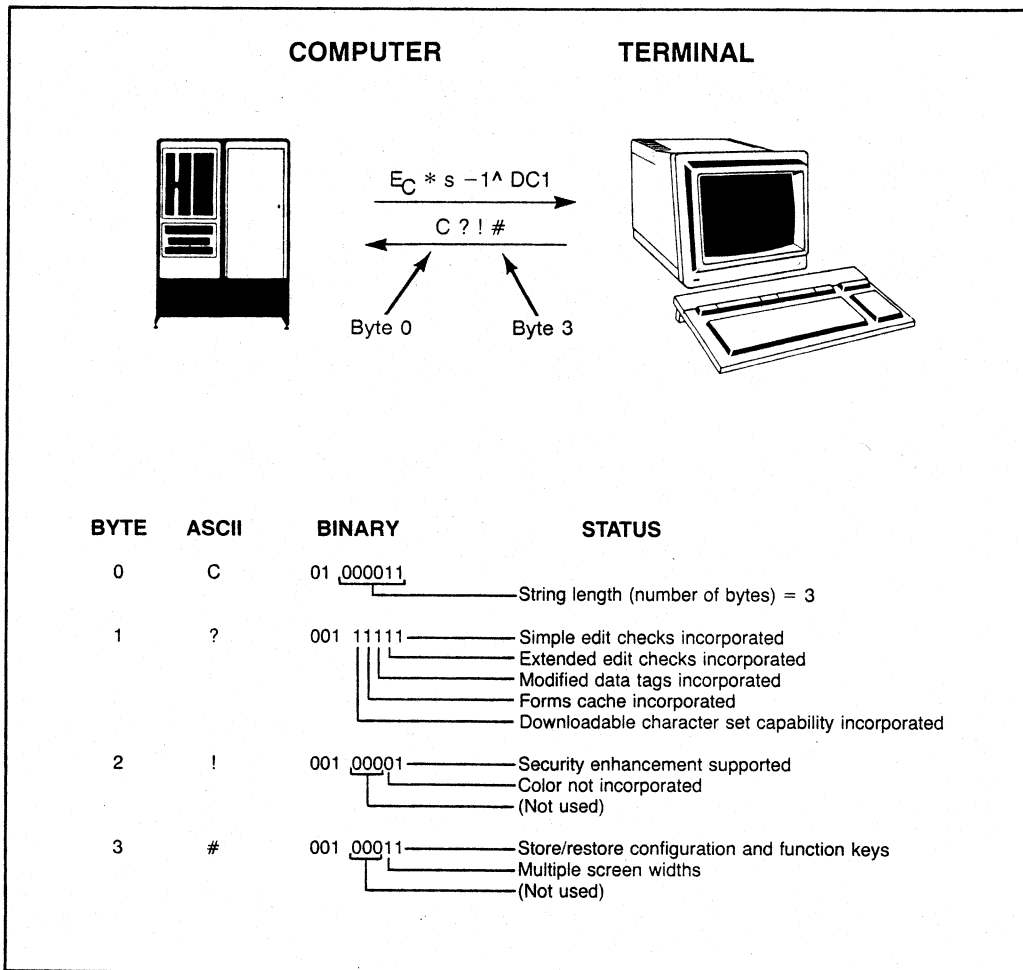 COMPUTER TERMINAL
EC * s −1^ DC1
C ? ! #
Byte 0 Byte 3
BYTE ASCII BINARY STATUS
0 C 01 000011
String length (number of bytes) = 3
1 ? 001 11111 Simple edit checks incorporated
Extended edit checks incorporated
Modified data tags incorporated
Forms cache incorporated
Downloadable character set capability incorporated
2 ! 001 00001 Security enhancement supported
Color not incorporated
(Not used)
3 # 001 00011 Store/restore configuration and function keys
Multiple screen widths
(Not used)